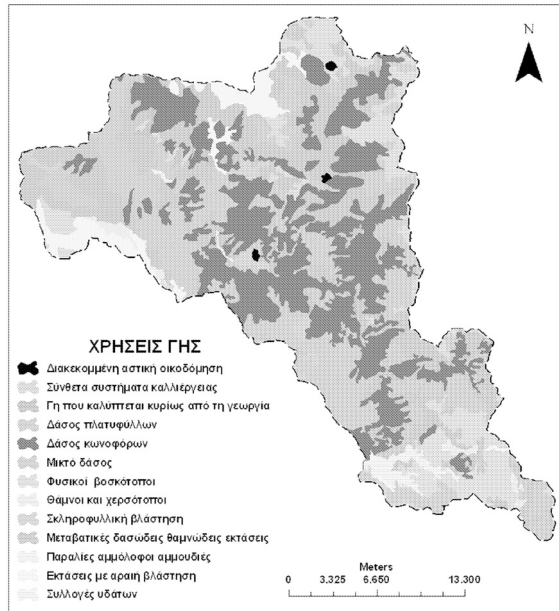 N
ΧΡΗΣΕΙΣ ΓΗΣ
Διακεκομμένη αστική οικοδόμηση
Σύνθετα συστήματα καλλιέργειας
Γη που καλύπτεται κυρίως από τη γεωργία
Δάσος πλατυφύλλων
Δάσος κωνοφόρων
Μικτό δάσος
Φυσικοί βοσκότοποι
Θάμνοι και χερσότοποι
Σκληροφυλλική βλάστηση
Μεταβατικές δασώδεις θαμνώδεις εκτάσεις
Παραλίες αμμόλοφοι αμμουδιές
Εκτάσεις με αραιή βλάστηση
Συλλογές υδάτων
Meters
0 3.325 6.650 13.300